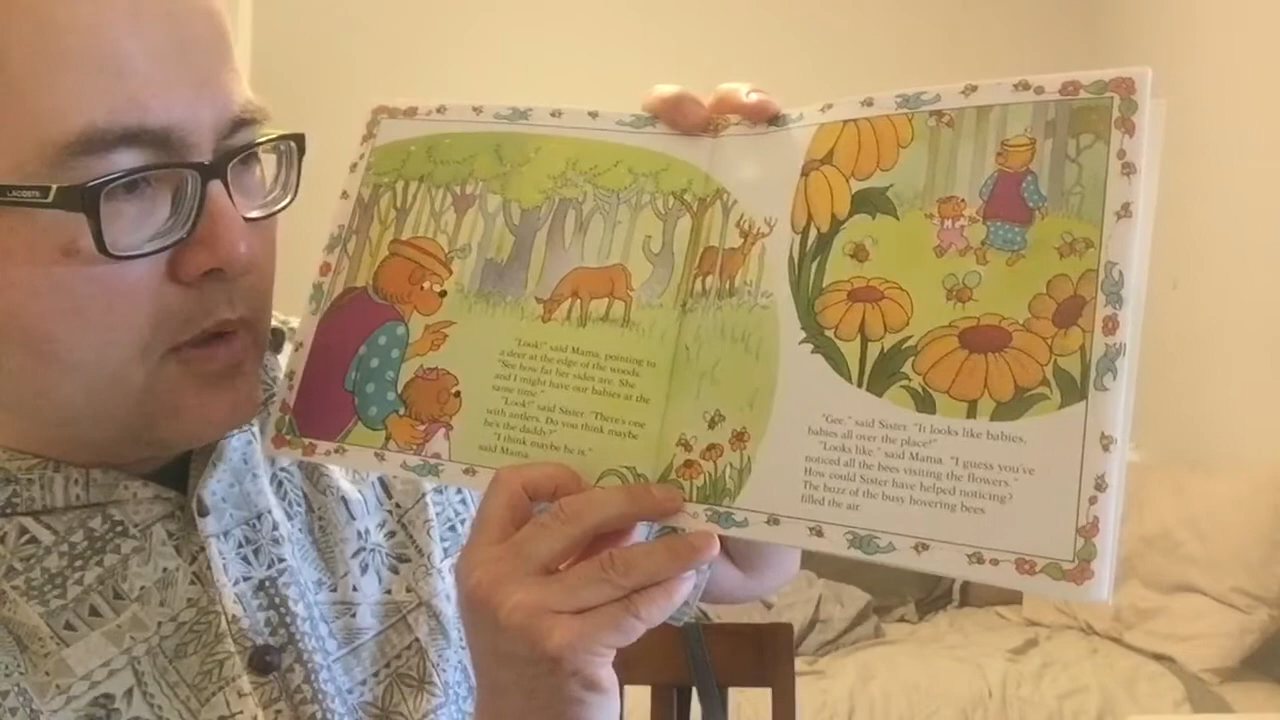 LACOSTE
"Look!" said Mama, pointing to
a deer at the edge of the woods.
"See how fat her sides are. She
and I might have our babies at the
same time."
"Look!" said Sister. "There's one
with antlers. Do you think maybe
he's the daddy?"
"I think maybe he is,"
said Mama.
"Gee," said Sister. "It looks like babies,
babies all over the place!"
"Looks like," said Mama. "I guess you've
noticed all the bees visiting the flowers."
How could Sister have helped noticing?
The buzz of the busy hovering bees
filled the air.